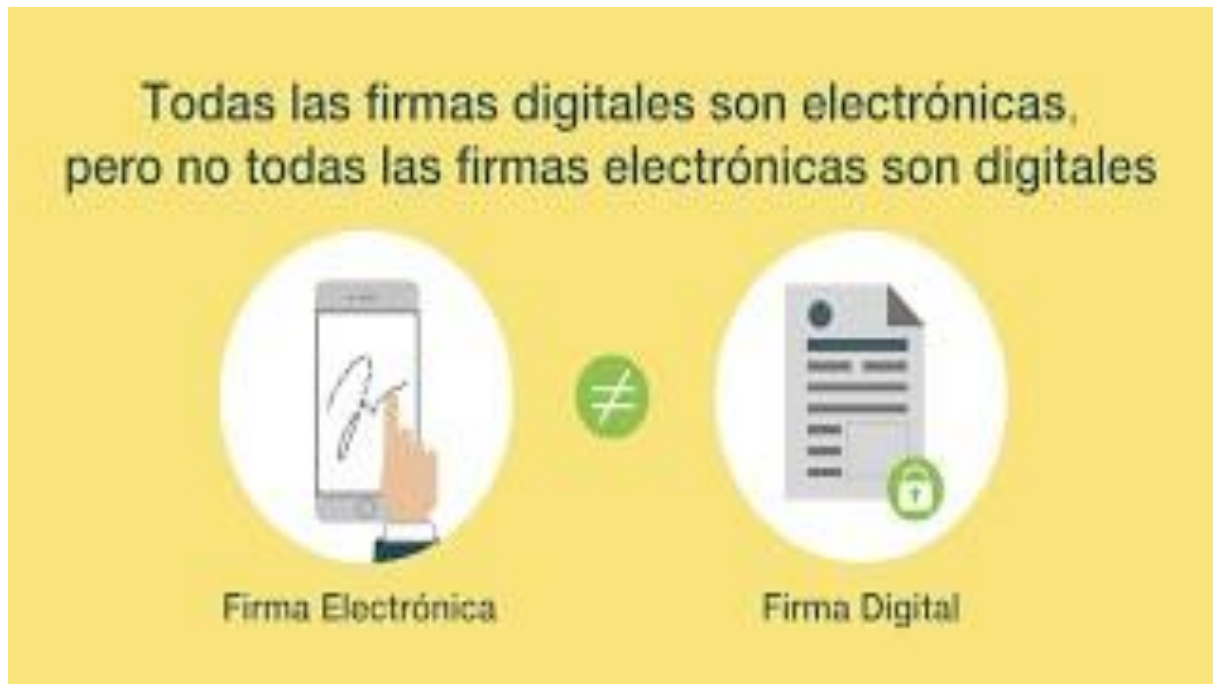 Todas las firmas digitales son electrónicas,
pero no todas las firmas electrónicas son digitales
≠
Firma Electrónica
Firma Digital